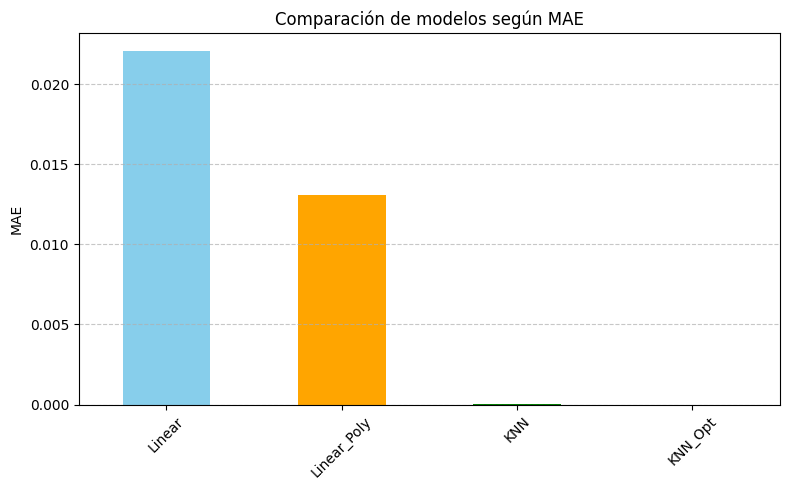 Comparación de modelos según MAE
MAE
0.020
0.015
0.010
0.005
0.000
Linear
Linear_Poly
KNN
KNN_Opt